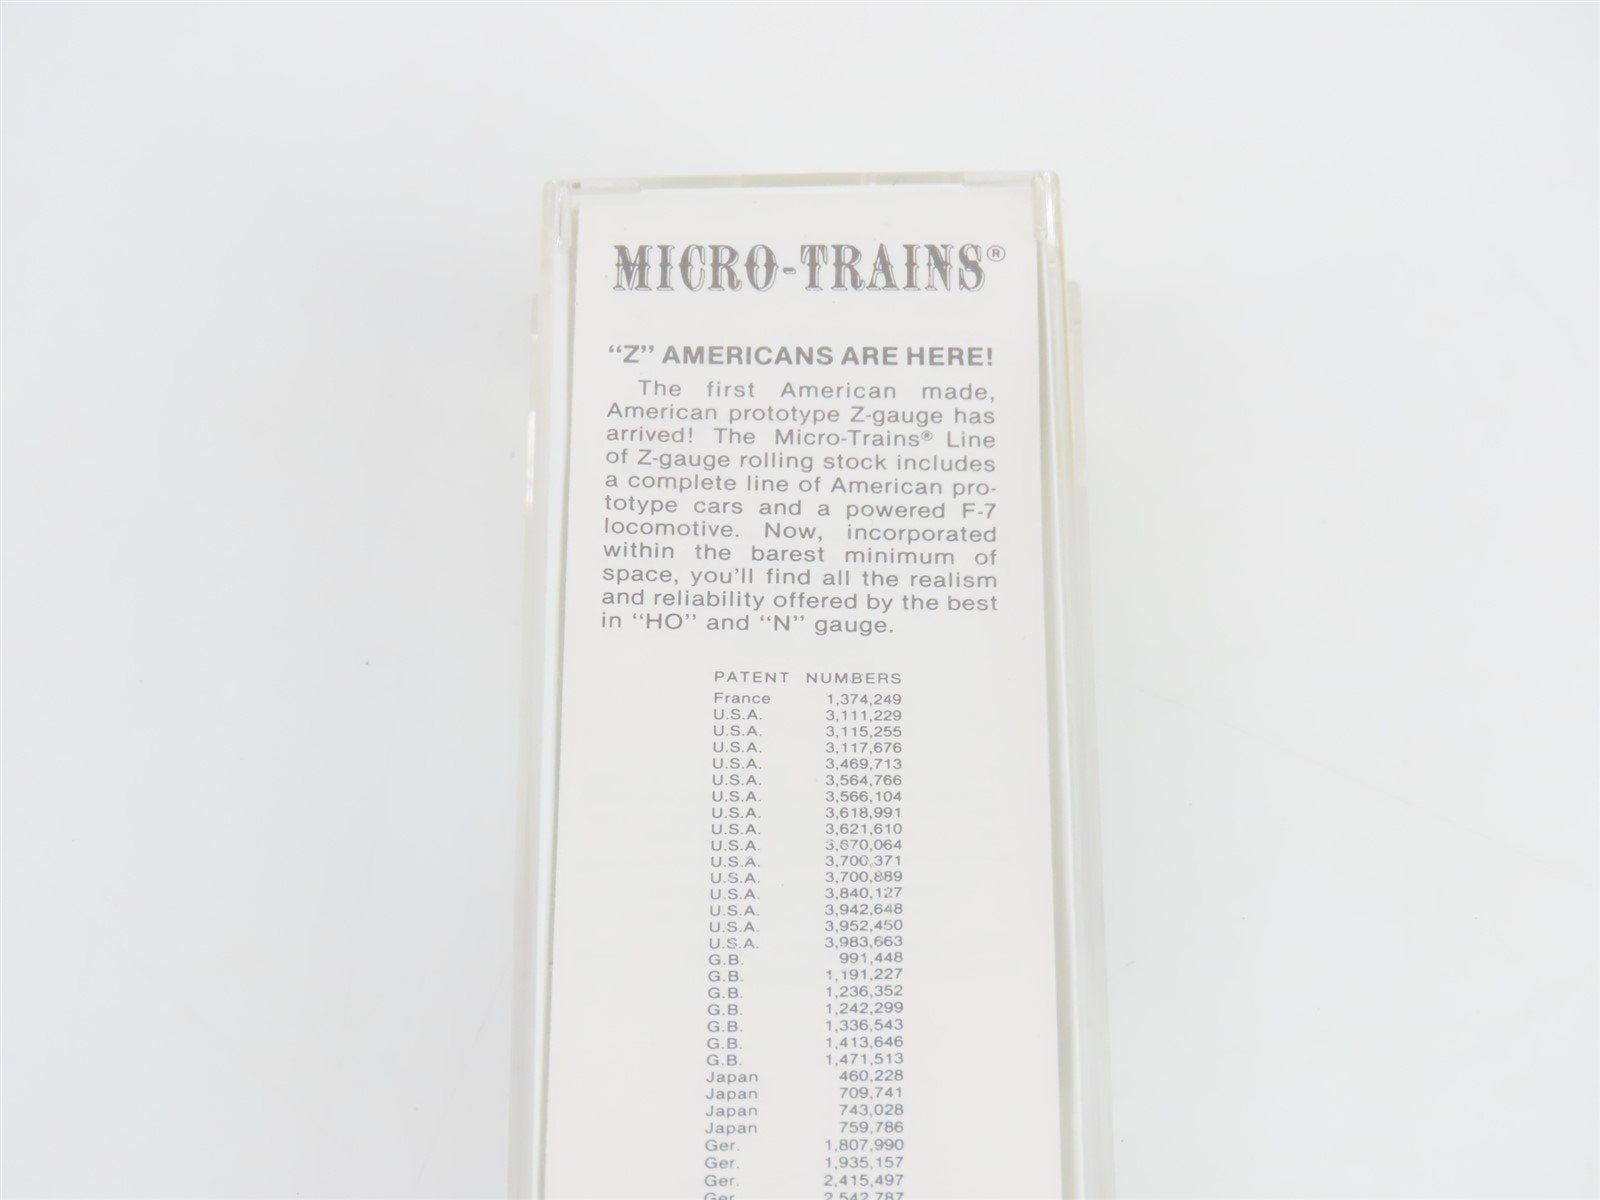 MICRO-TRAINS®
“Z” AMERICANS ARE HERE!
The first American made,
American prototype Z-gauge has
arrived! The Micro-Trains® Line
of Z-gauge rolling stock includes
a complete line of American pro-
totype cars and a powered F-7
locomotive. Now, incorporated
within the barest minimum of
space, you’ll find all the realism
and reliability offered by the best
in “HO” and “N” gauge.
PATENT NUMBERS
France 1,374,249
U.S.A. 3,111,229
U.S.A. 3,115,255
U.S.A. 3,117,676
U.S.A. 3,469,713
U.S.A. 3,564,766
U.S.A. 3,566,104
U.S.A. 3,618,991
U.S.A. 3,621,610
U.S.A. 3,670,064
U.S.A. 3,700,371
U.S.A. 3,700,889
U.S.A. 3,840,127
U.S.A. 3,942,648
U.S.A. 3,952,450
U.S.A. 3,983,663
G.B. 991,448
G.B. 1,191,227
G.B. 1,236,352
G.B. 1,242,299
G.B. 1,336,543
G.B. 1,413,646
G.B. 1,471,513
Japan 460,228
Japan 709,741
Japan 743,028
Japan 759,786
Ger. 1,807,990
Ger. 1,935,157
Ger. 2,415,497
Ger. 2,542,787